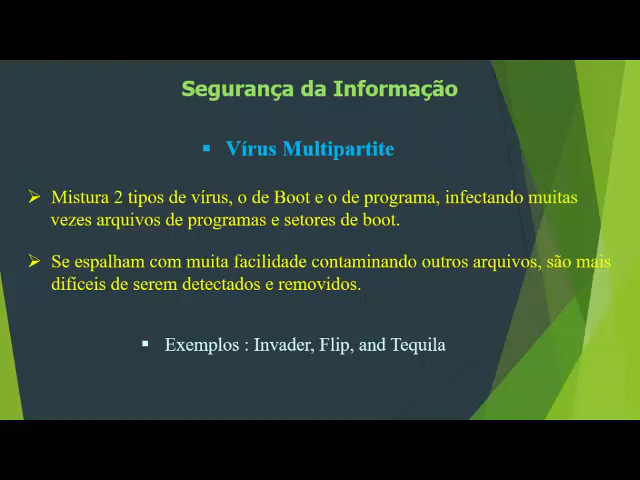 Segurança da Informação
▪ Vírus Multipartite
➢ Mistura 2 tipos de vírus, o de Boot e o de programa, infectando muitas
vezes arquivos de programas e setores de boot.
➢ Se espalham com muita facilidade contaminando outros arquivos, são mais
difíceis de serem detectados e removidos.
▪ Exemplos : Invader, Flip, and Tequila